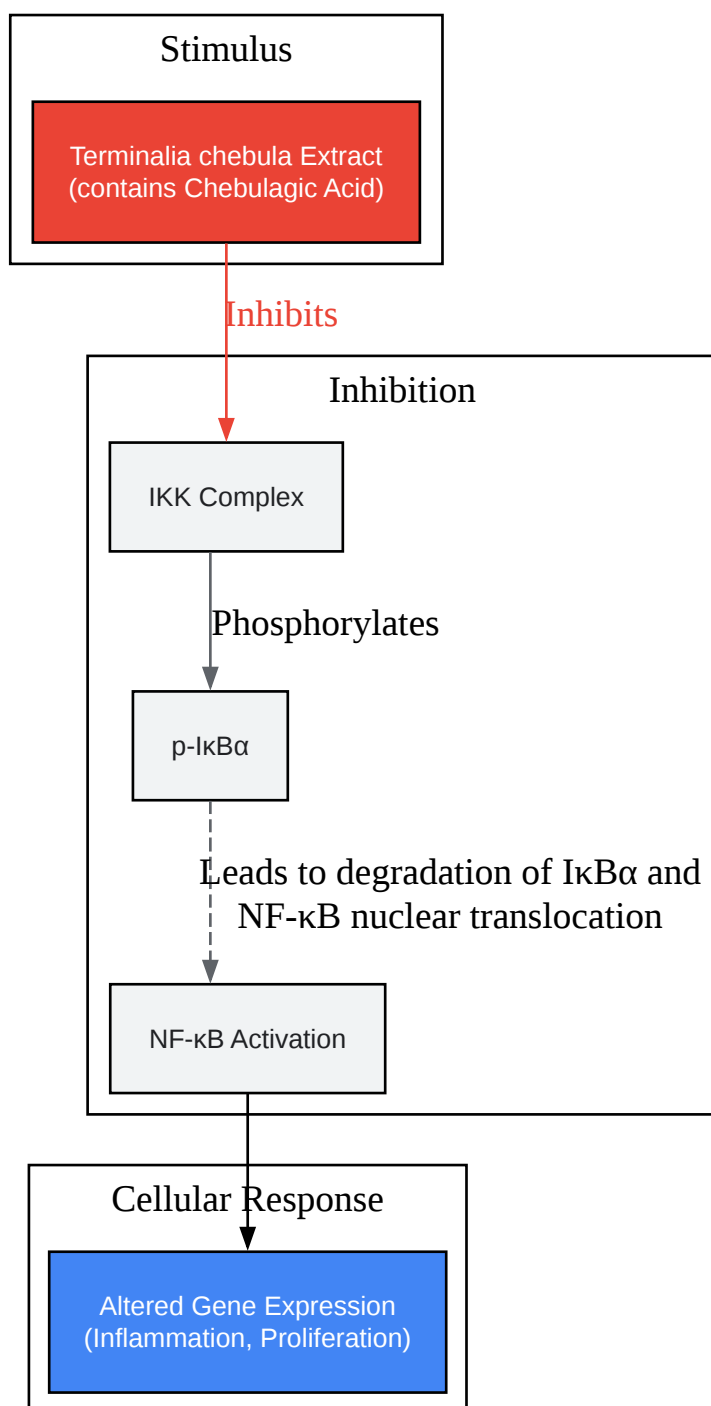 Stimulus
Terminalia chebula Extract
(contains Chebulagic Acid)
Inhibits
Inhibition
IKK Complex
Phosphorylates
p-IκBα
Leads to degradation of IκBα and
NF-κB nuclear translocation
NF-κB Activation
Cellular Response
Altered Gene Expression
(Inflammation, Proliferation)